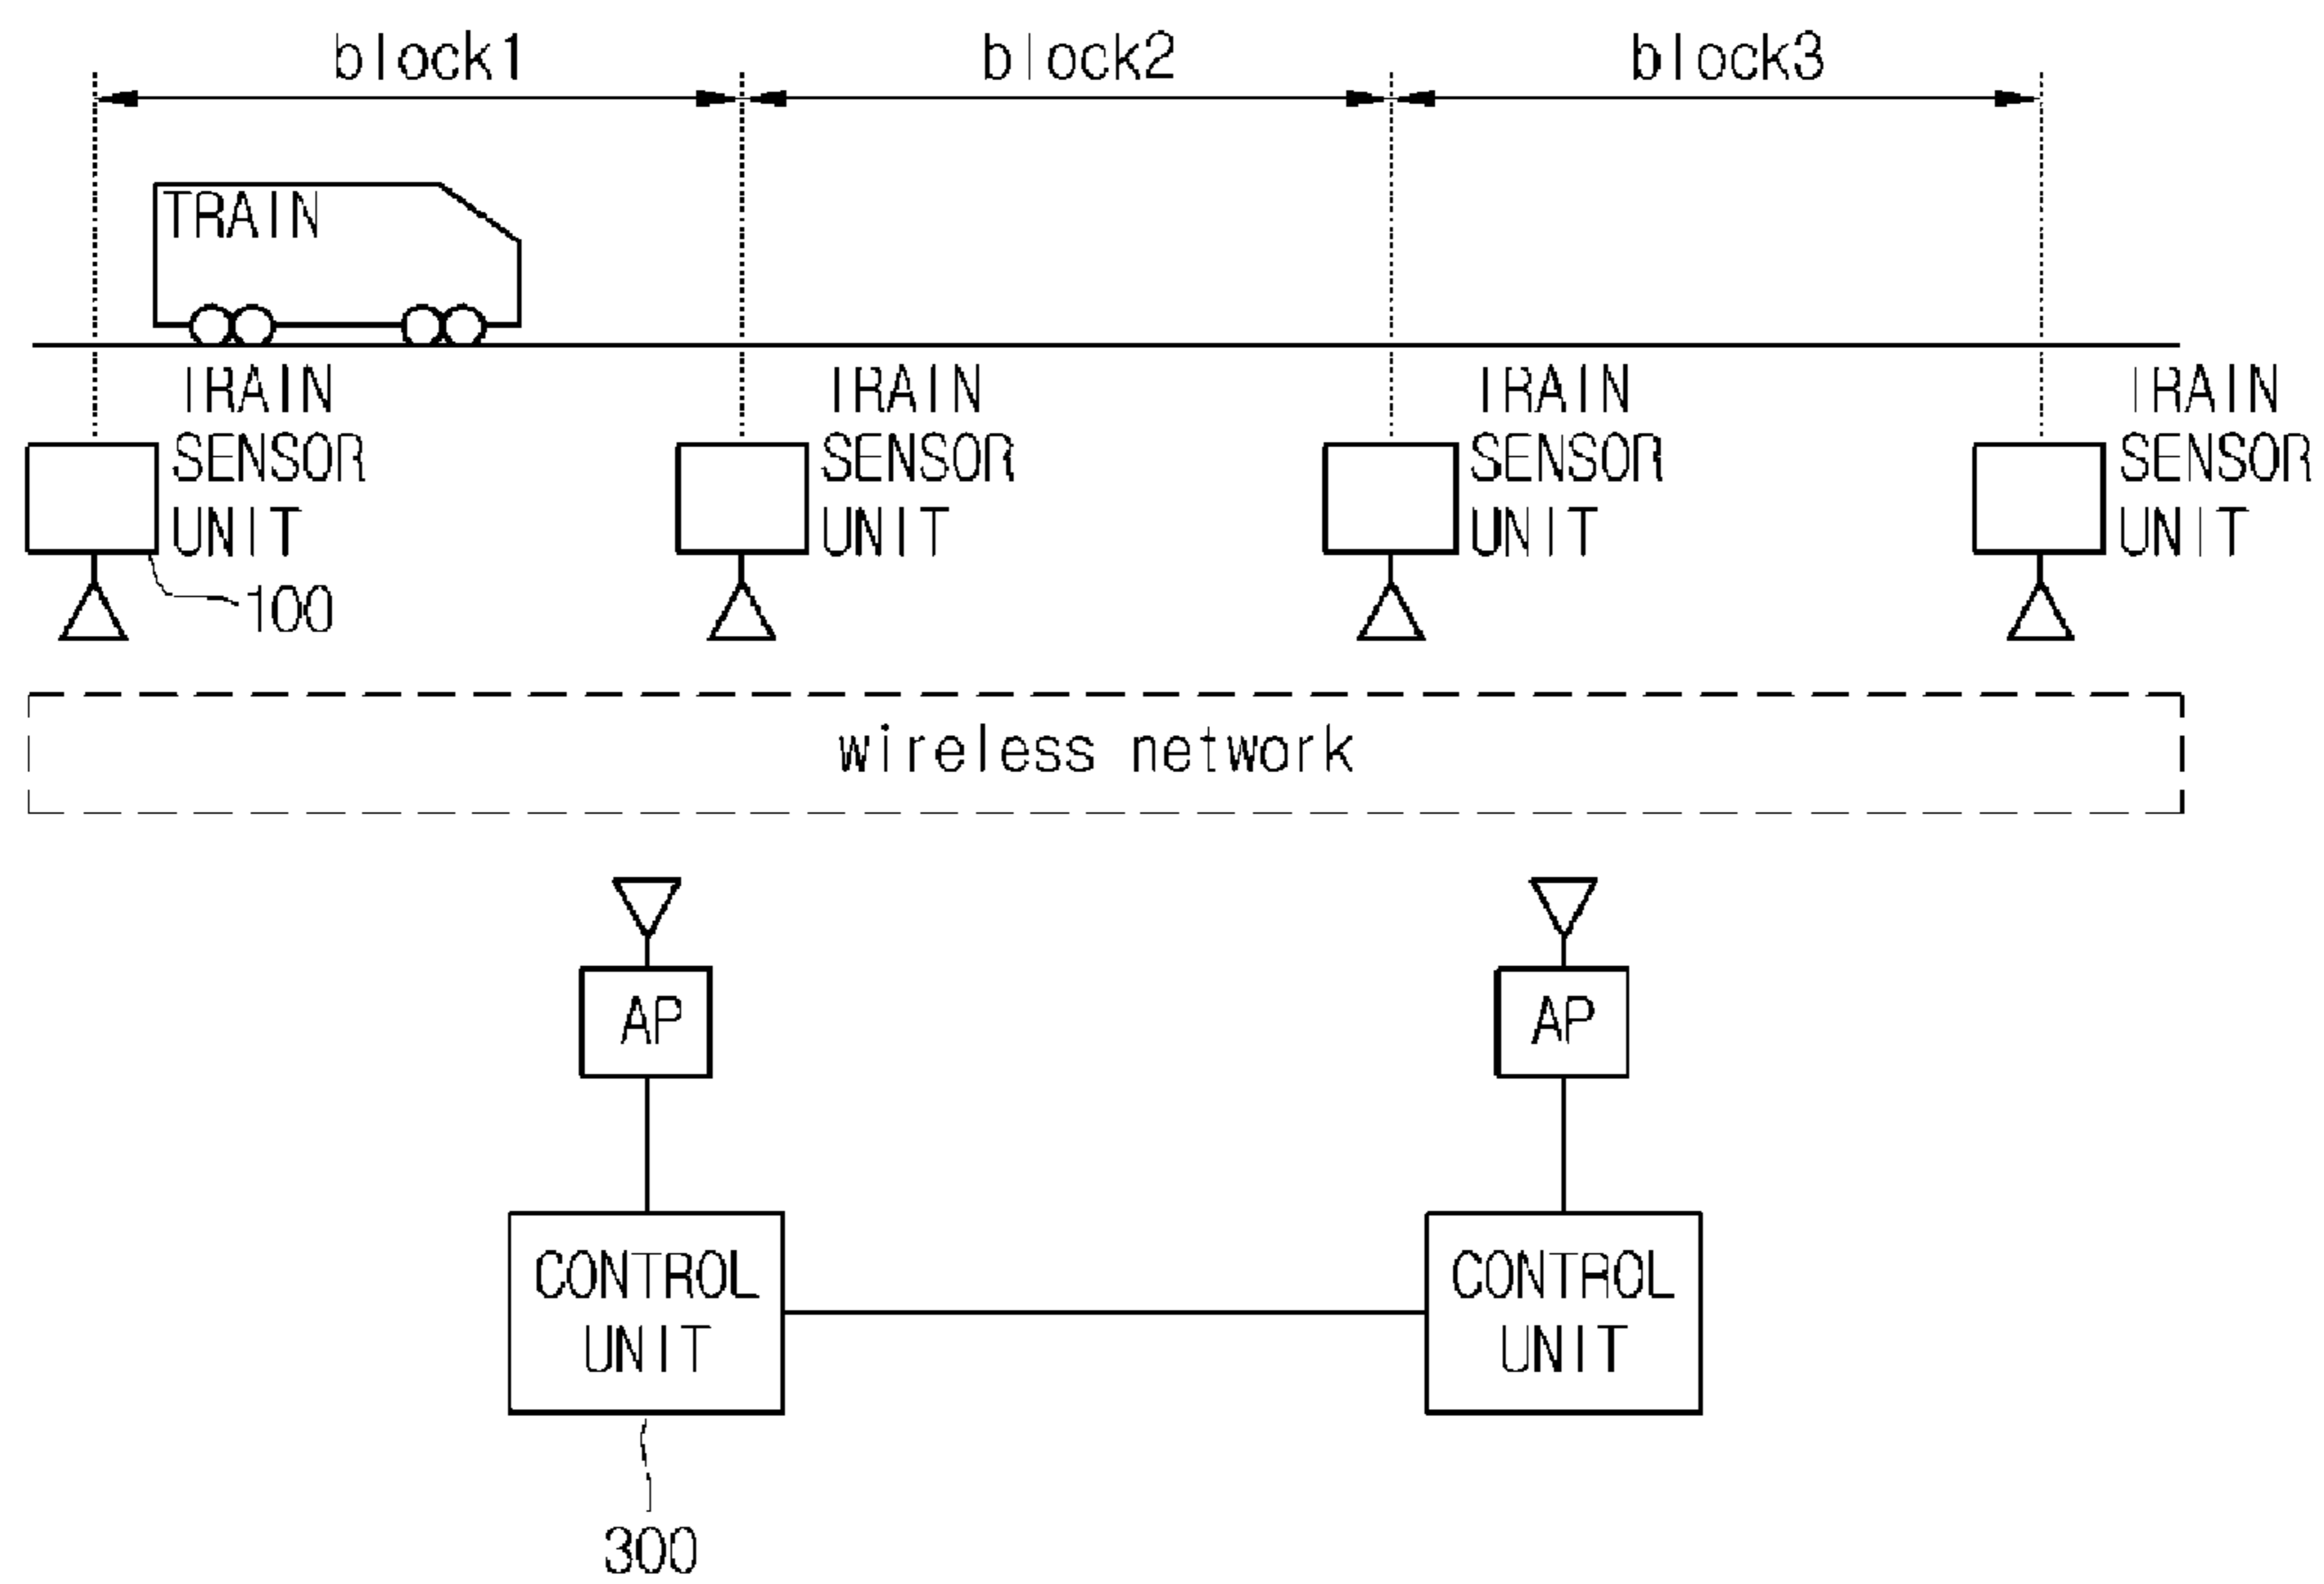 block1 block2 block3
TRAIN
TRAIN TRAIN TRAIN TRAIN
SENSOR SENSOR SENSOR SENSOR
UNIT UNIT UNIT UNIT
100
wireless network
AP AP
CONTROL CONTROL
UNIT UNIT
300